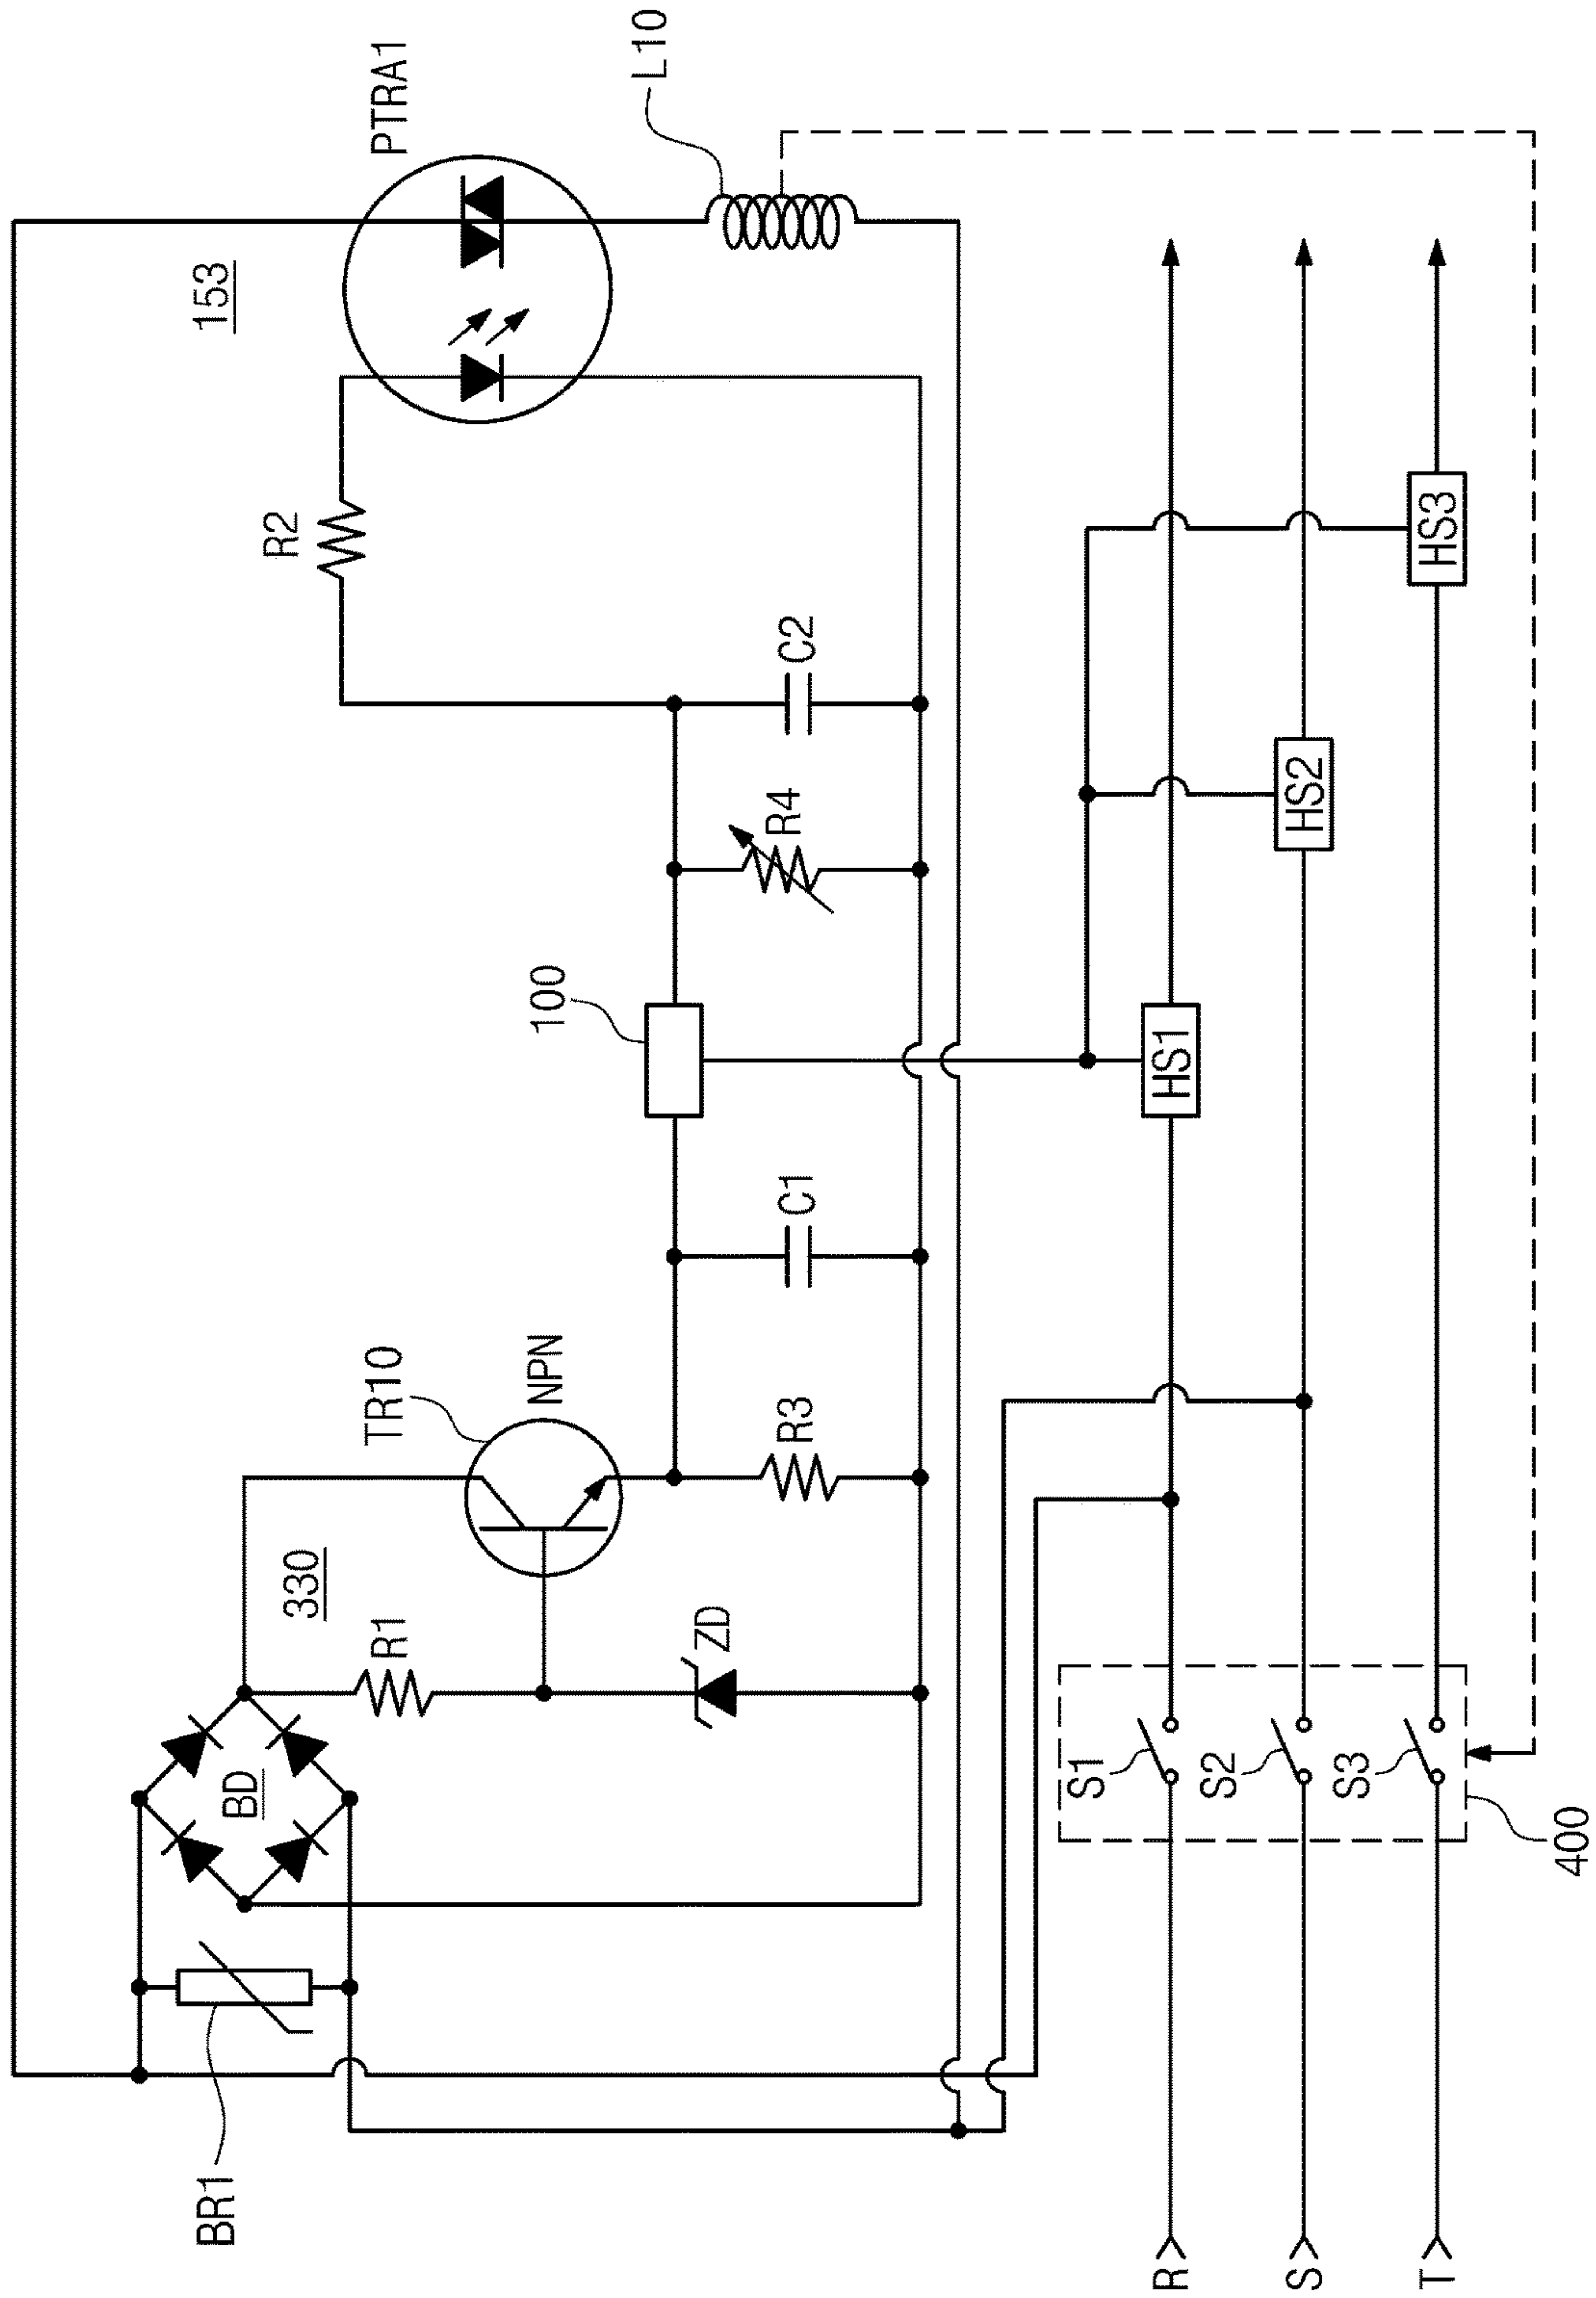 BR1
BD
330
R1
ZD
TR10
NPN
R3
C1
100
R4
C2
R2
153
PTRA1
L10
R
S
T
S1
S2
S3
400
HS1
HS2
HS3